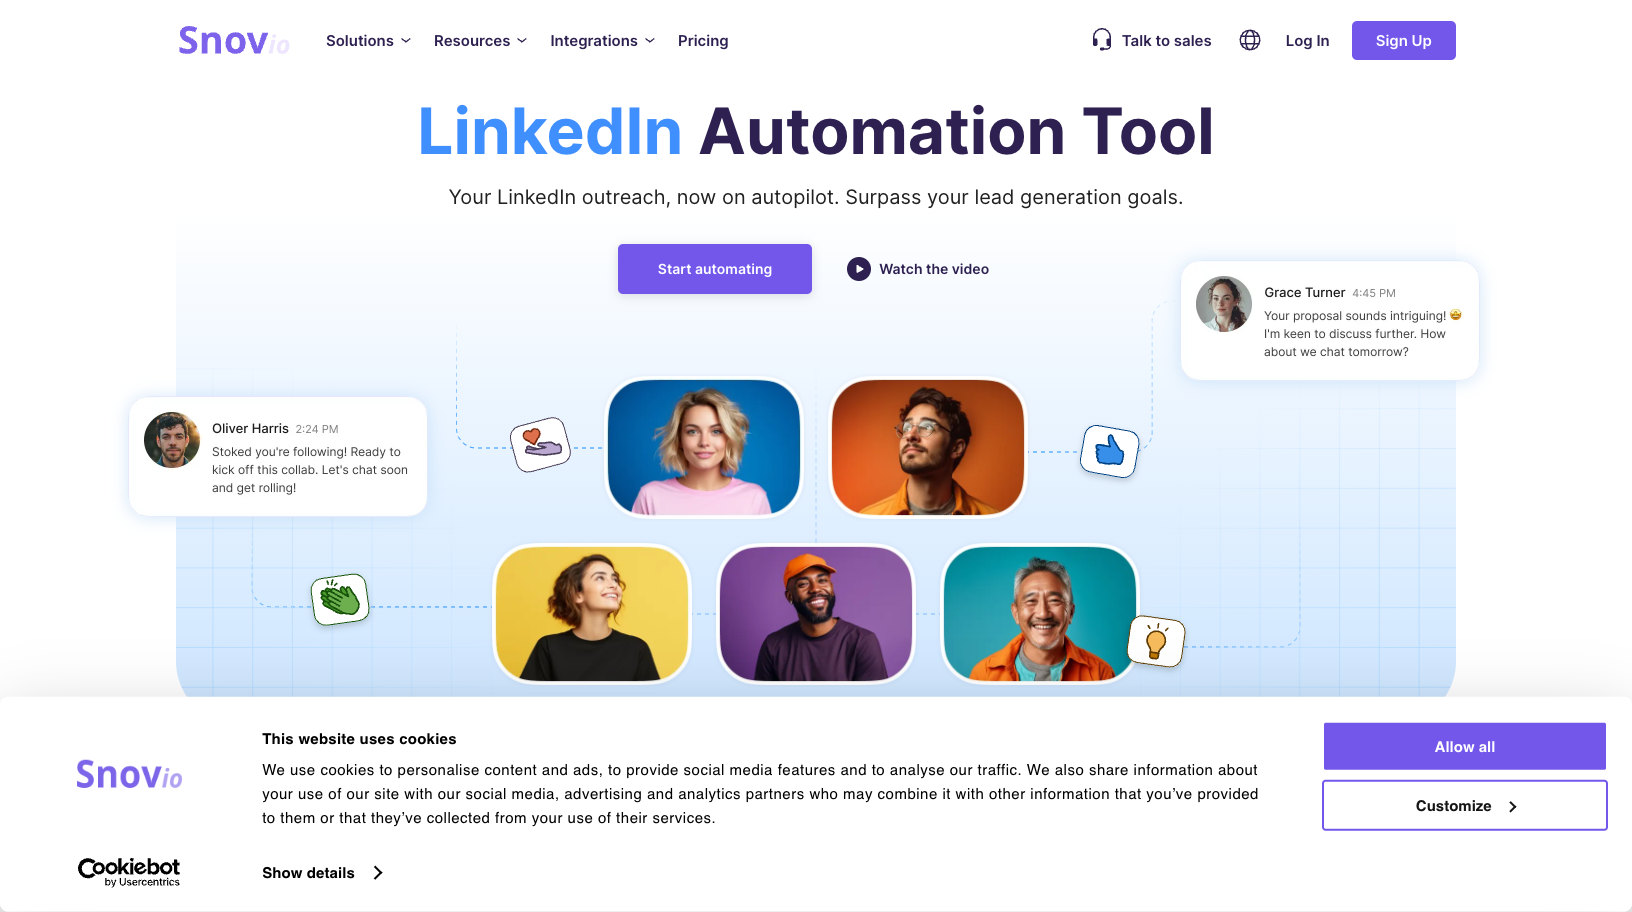 Snovio
Solutions
Resources
Integrations
Pricing
Talk to sales
Log In
Sign Up
LinkedIn Automation Tool
Your LinkedIn outreach, now on autopilot. Surpass your lead generation goals.
Start automating
Watch the video
Grace Turner 4:45 PM
Your proposal sounds intriguing! 🤩
I'm keen to discuss further. How
about we chat tomorrow?
Oliver Harris 2:24 PM
Stoked you're following! Ready to
kick off this collab. Let's chat soon
and get rolling!
Snovio
Cookiebot
by Usercentrics
This website uses cookies
We use cookies to personalise content and ads, to provide social media features and to analyse our traffic. We also share information about
your use of our site with our social media, advertising and analytics partners who may combine it with other information that you’ve provided
to them or that they’ve collected from your use of their services.
Show details
Allow all
Customize